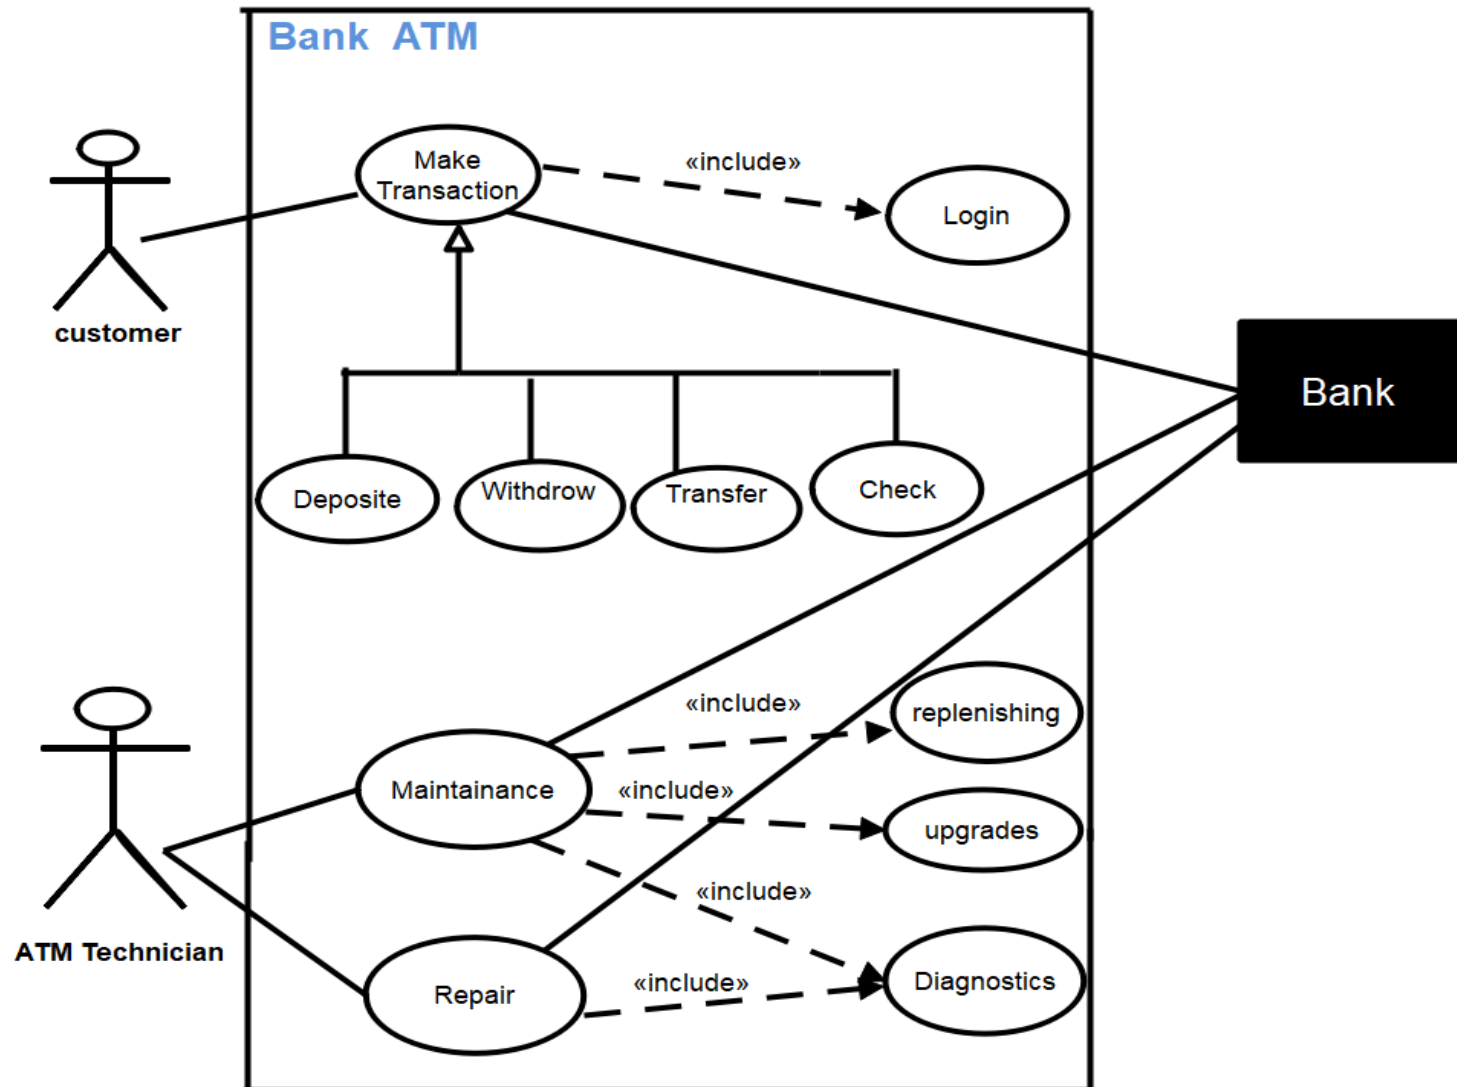 Bank ATM
Make
Transaction
«include»
Login
customer
Bank
Deposite
Withdrow
Transfer
Check
«include»
replenishing
Maintainance
«include»
upgrades
«include»
ATM Technician
Repair
«include»
Diagnostics